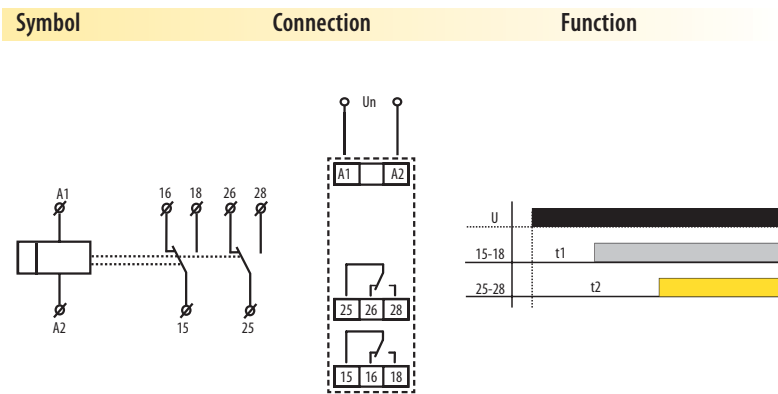 Symbol Connection Function
Un
A1 A2
A1 16 18 26 28
U
15-18 t1
25-28 t2
25 26 28
A2 15 25
15 16 18